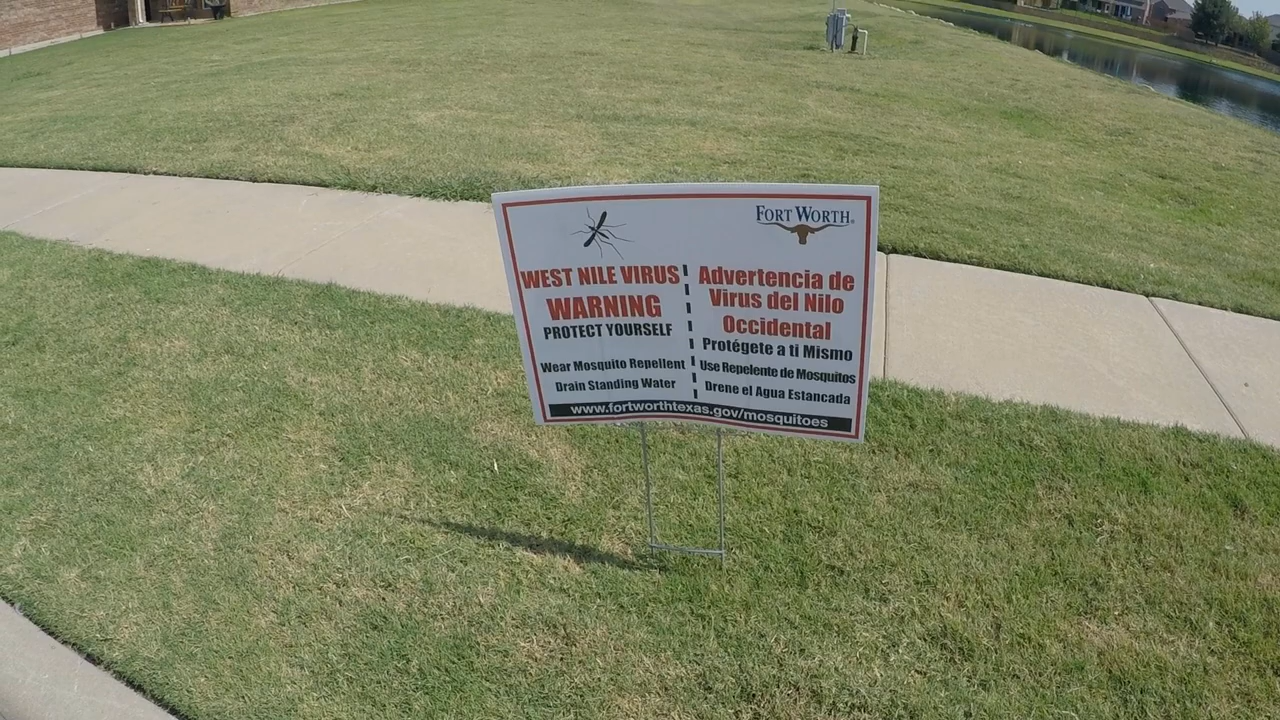 FORT WORTH®
WEST NILE VIRUS
WARNING
PROTECT YOURSELF
Wear Mosquito Repellent
Drain Standing Water
Advertencia de
Virus del Nilo
Occidental
Protégete a ti Mismo
Use Repelente de Mosquitos
Drene el Agua Estancada
www.fortworthtexas.gov/mosquitoes